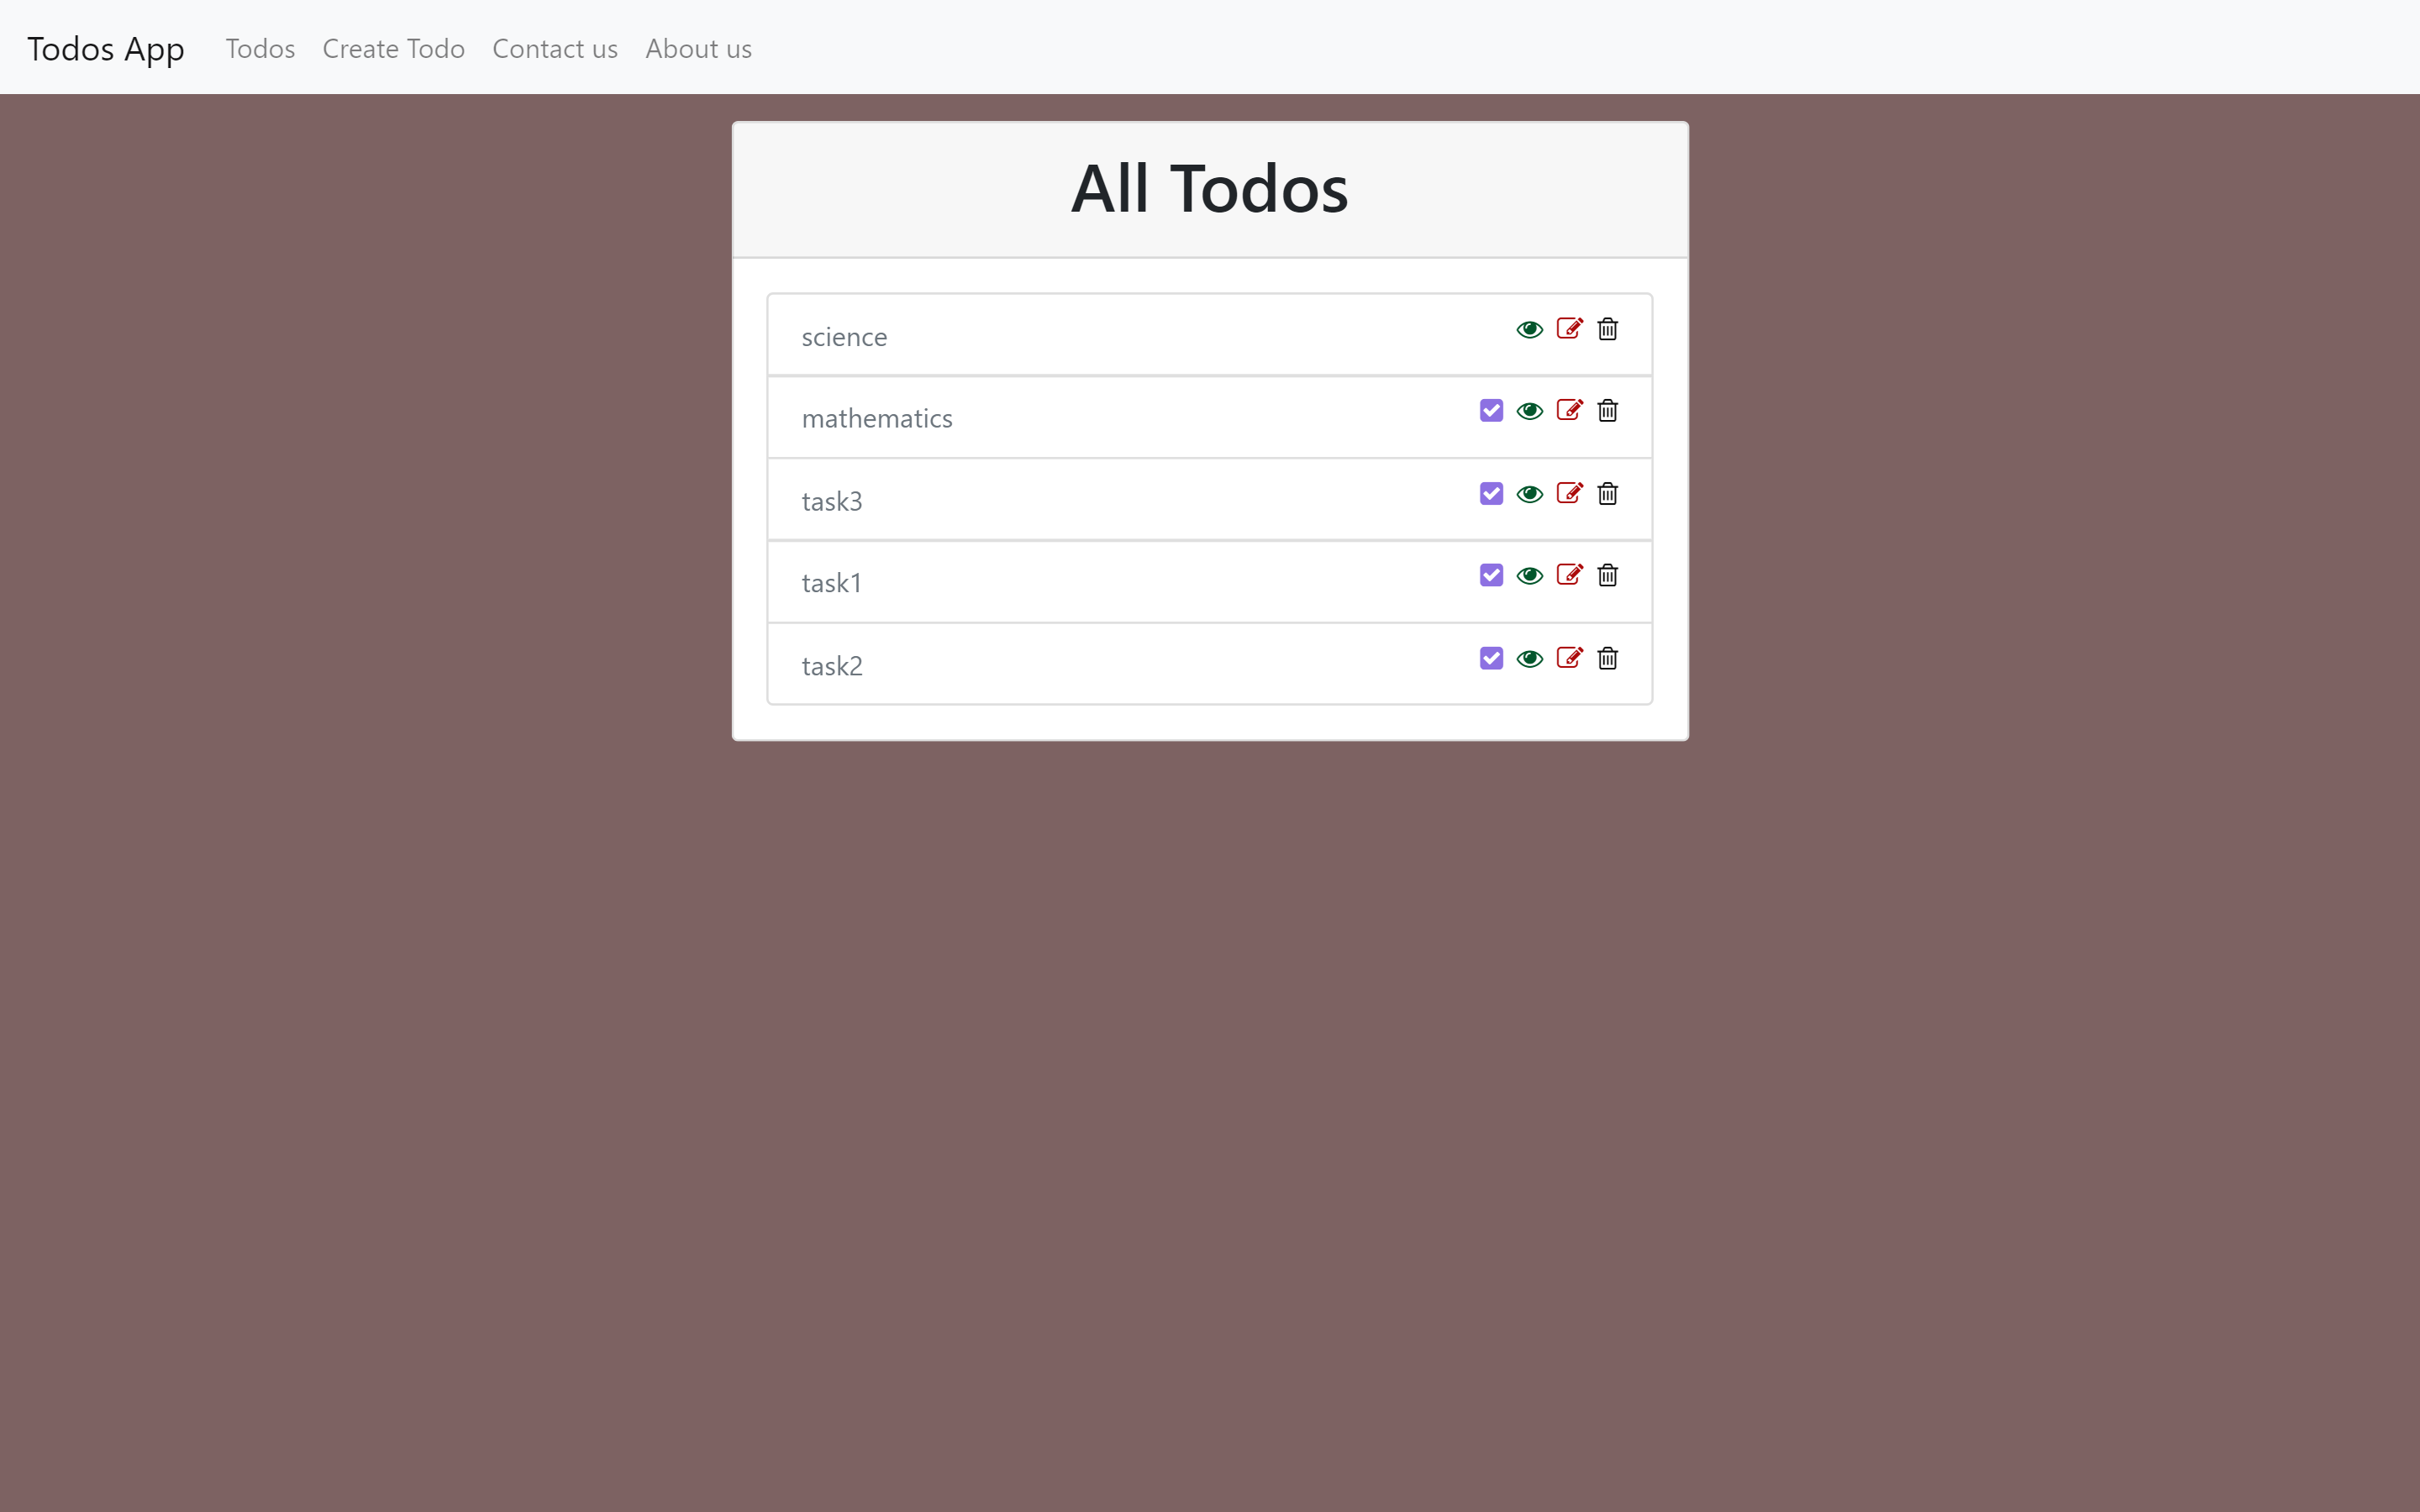 Todos App Todos Create Todo Contact us About us
All Todos
science
mathematics
task3
task1
task2